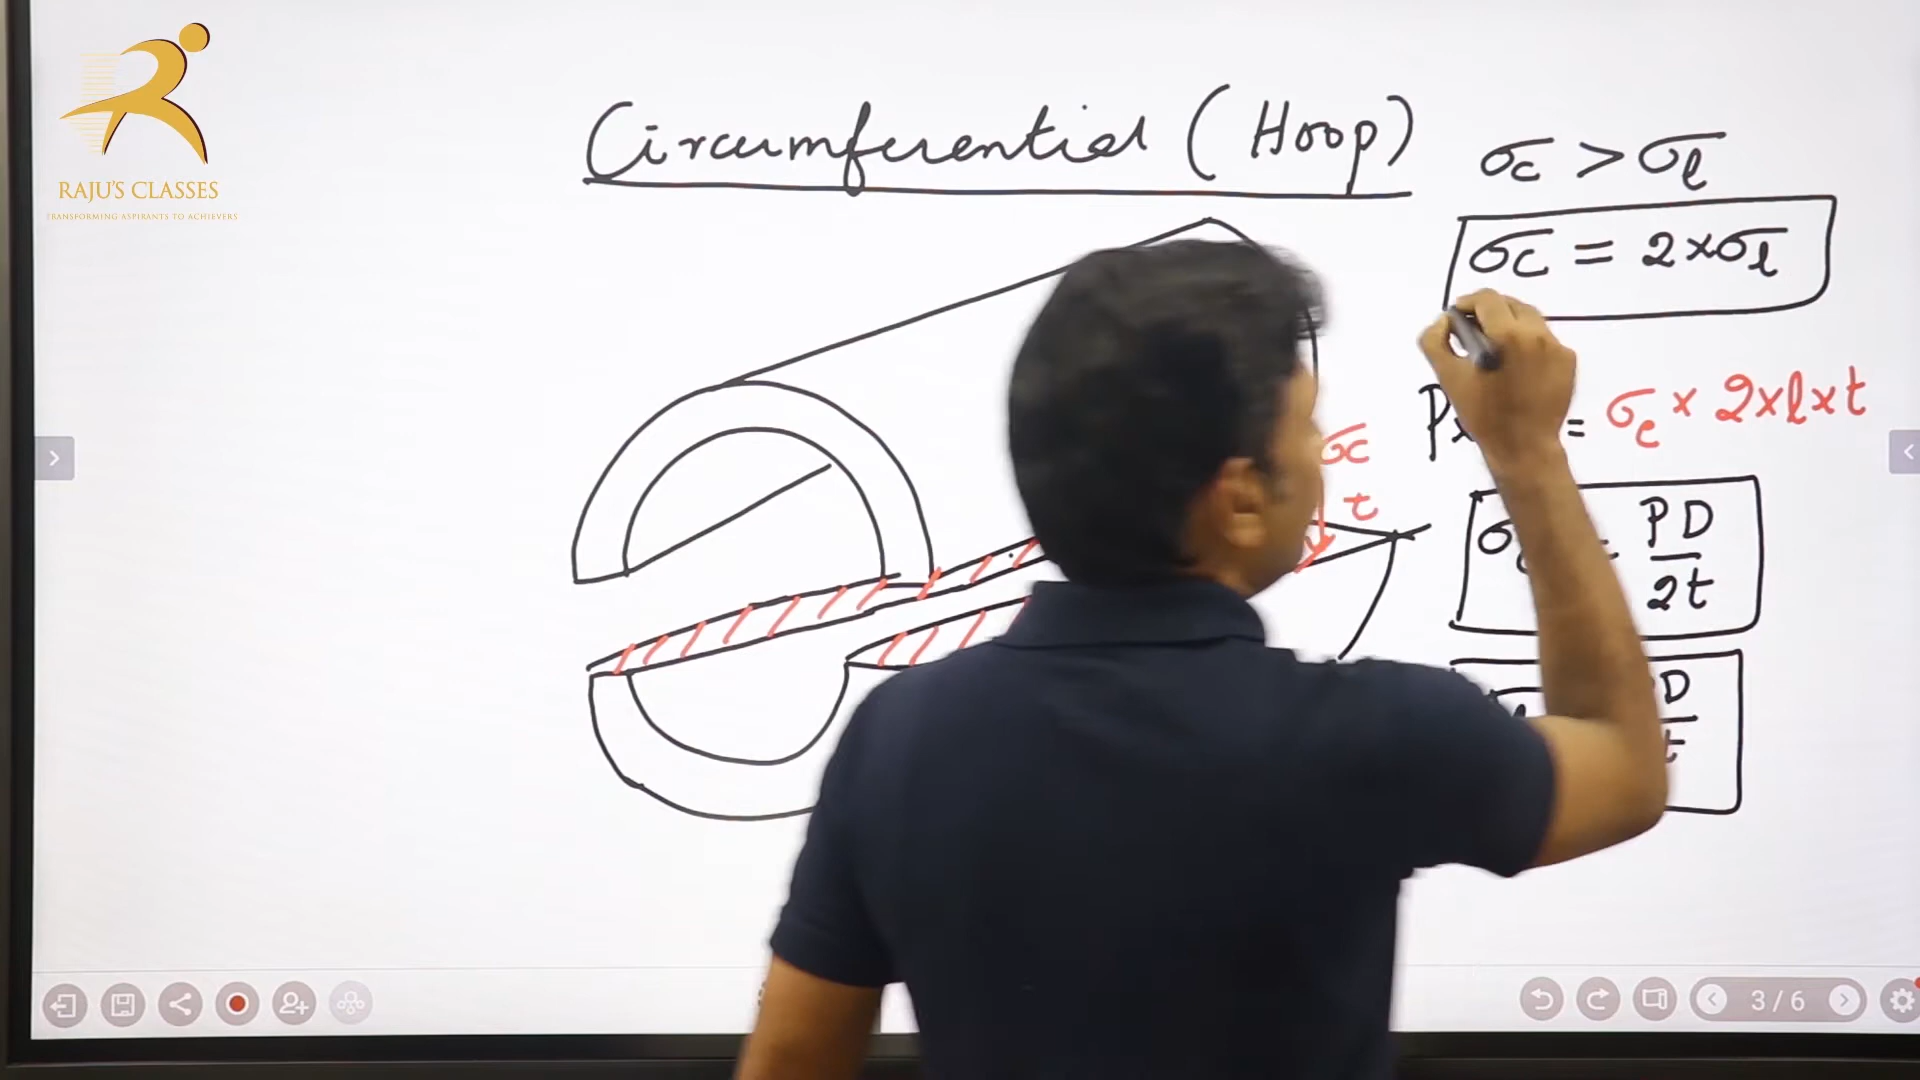 RAJU'S CLASSES
TRANSFORMING ASPIRANTS TO ACHIEVERS
Circumferential (Hoop)
σc > σl
σc = 2×σl
P = σc × 2×l×t
σc
t
σ = PD/2t
D/t
3 / 6